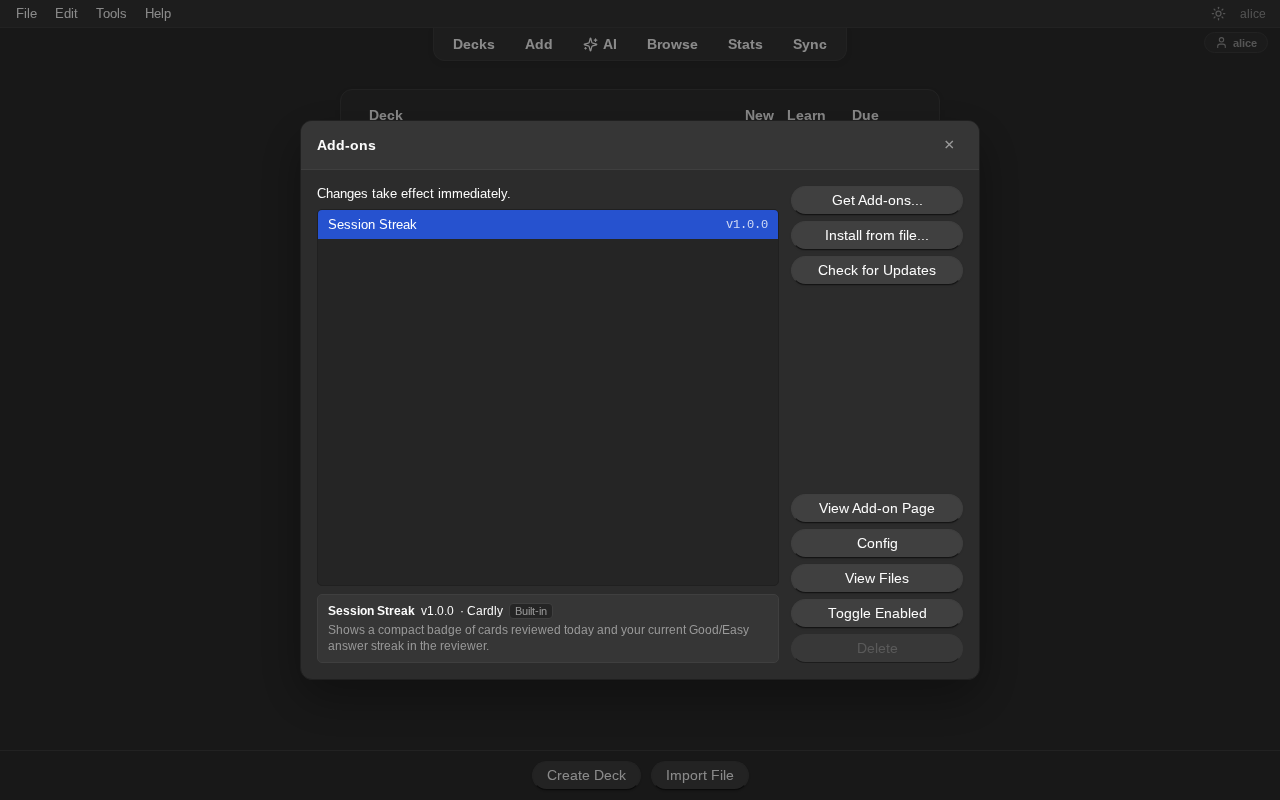 File Edit Tools Help alice
Decks Add AI Browse Stats Sync
alice
Deck New Learn Due
Add-ons ×
Changes take effect immediately.
Session Streak v1.0.0
Get Add-ons...
Install from file...
Check for Updates
View Add-on Page
Config
View Files
Toggle Enabled
Delete
Session Streak v1.0.0 · Cardly Built-in
Shows a compact badge of cards reviewed today and your current Good/Easy
answer streak in the reviewer.
Create Deck Import File